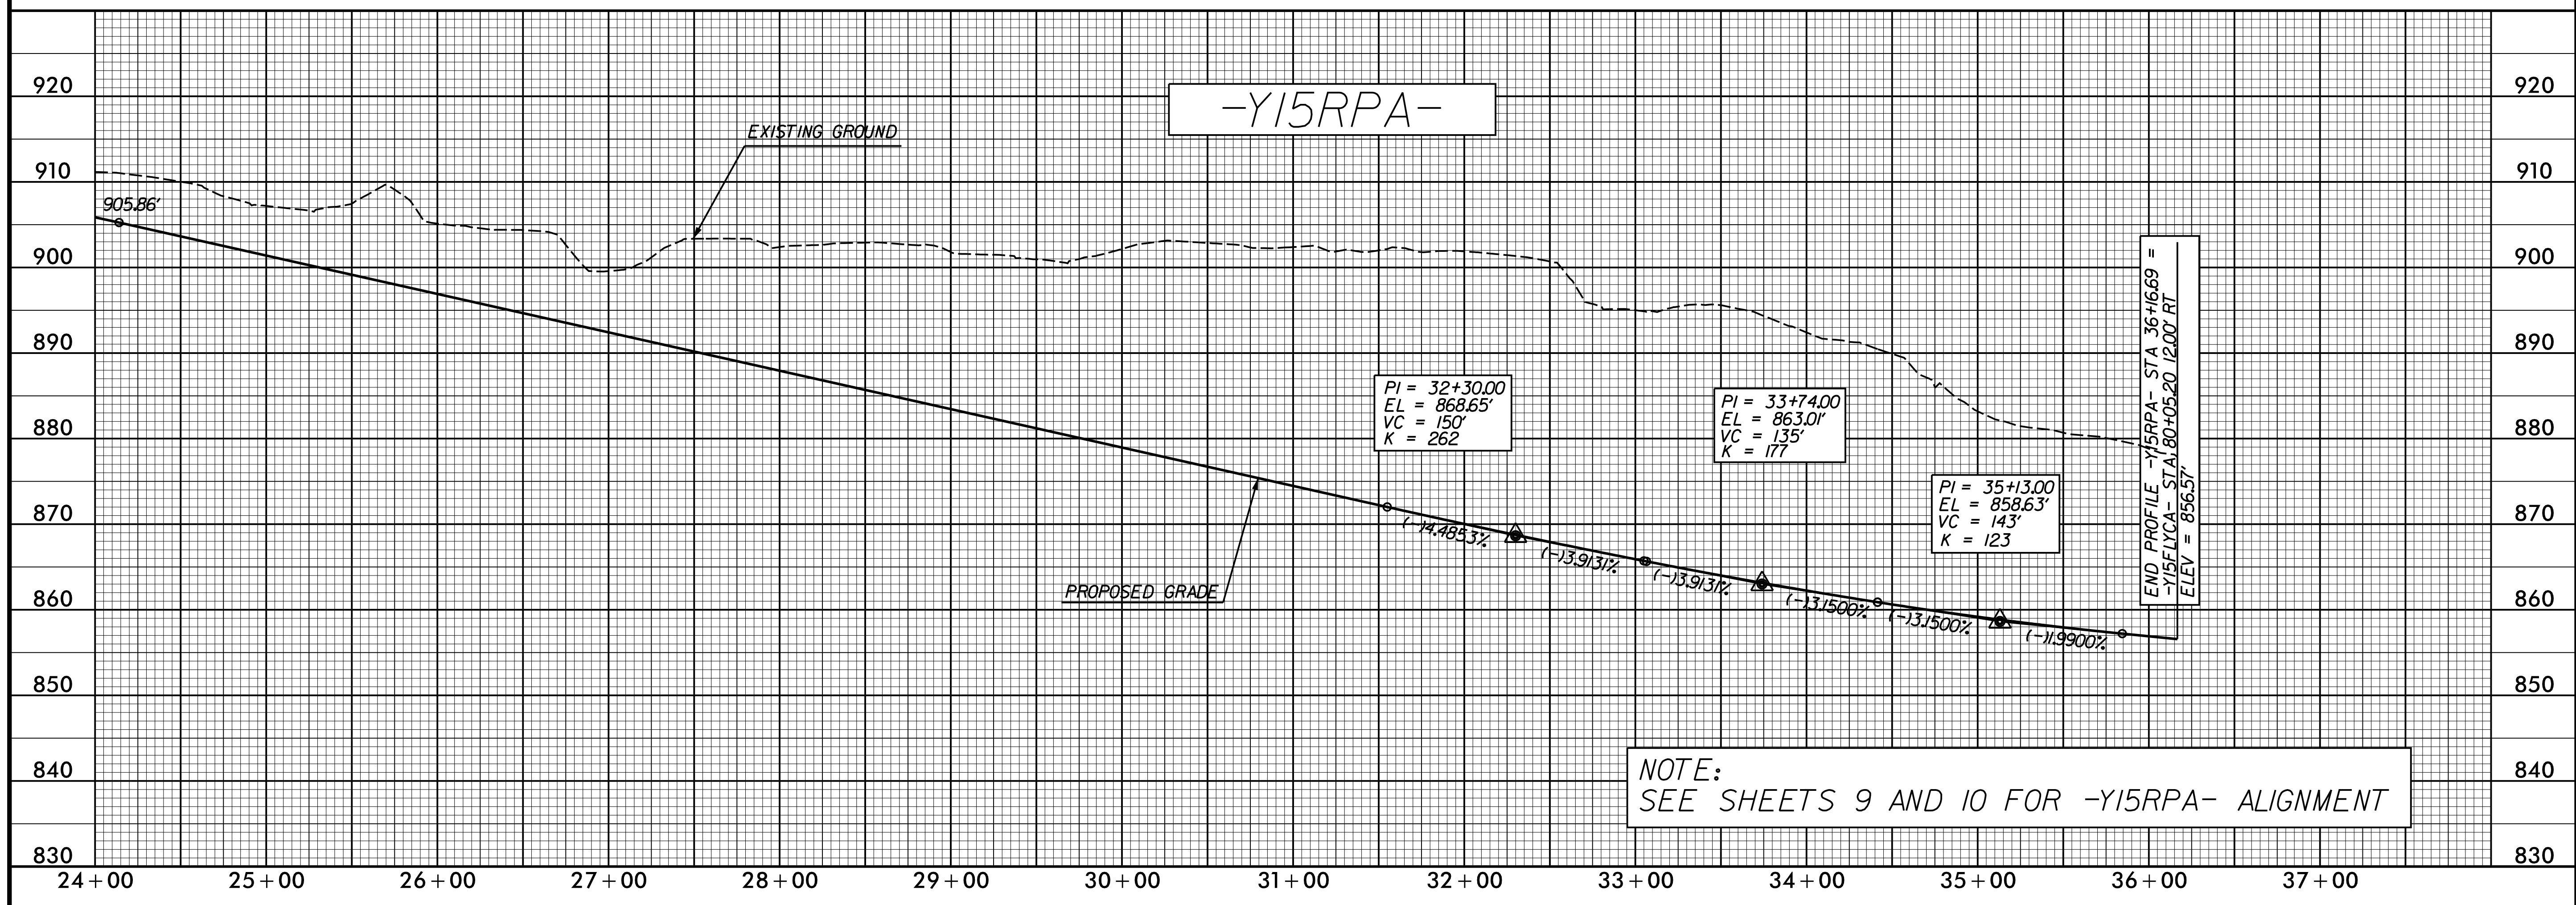 -Y15RPA-
920
920
EXISTING GROUND
910
910
905.86'
900
900
890
890
PI = 32+30.00
EL = 868.65'
VC = 150'
K = 262
PI = 33+74.00
EL = 863.01'
VC = 135'
K = 177
PI = 35+13.00
EL = 858.63'
VC = 143'
K = 123
END PROFILE -Y15RPA- STA 36+16.69 =
-Y15FLYCA- STA, 80+05.20 12.00' RT
ELEV = 856.57'
880
880
870
870
(-)4.4853%
(-)3.9131%
(-)3.9131%
(-)3.1500%
(-)3.1500%
(-)1.9900%
PROPOSED GRADE
860
860
850
850
840
840
NOTE:
SEE SHEETS 9 AND 10 FOR -Y15RPA- ALIGNMENT
830
830
24+00 25+00 26+00 27+00 28+00 29+00 30+00 31+00 32+00 33+00 34+00 35+00 36+00 37+00